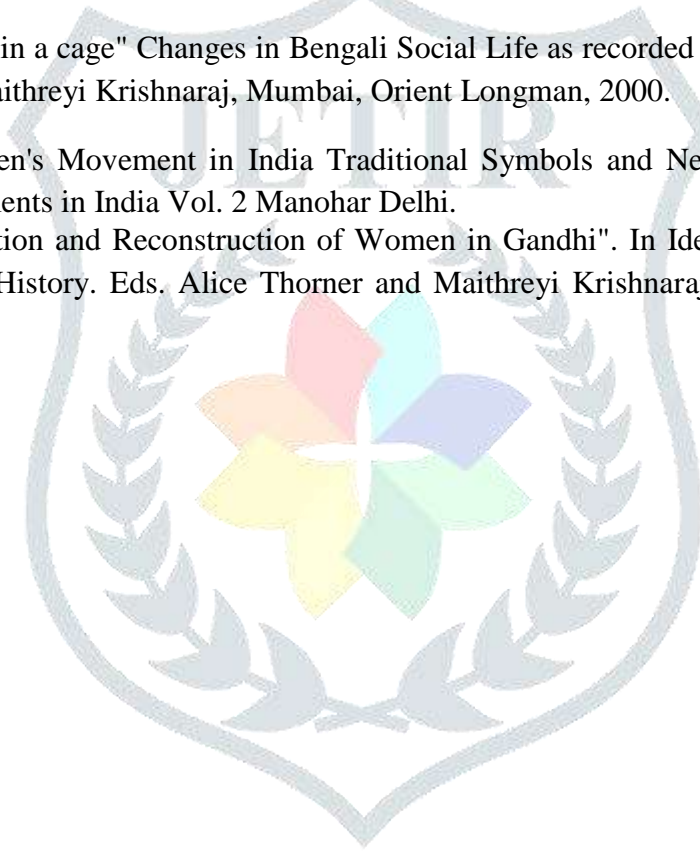 JETIR
in a cage" Changes in Bengali Social Life as recorded
ithreyi Krishnaraj, Mumbai, Orient Longman, 2000.
en's Movement in India Traditional Symbols and Ne
ents in India Vol. 2 Manohar Delhi.
tion and Reconstruction of Women in Gandhi". In Ide
History. Eds. Alice Thorner and Maithreyi Krishnaraj